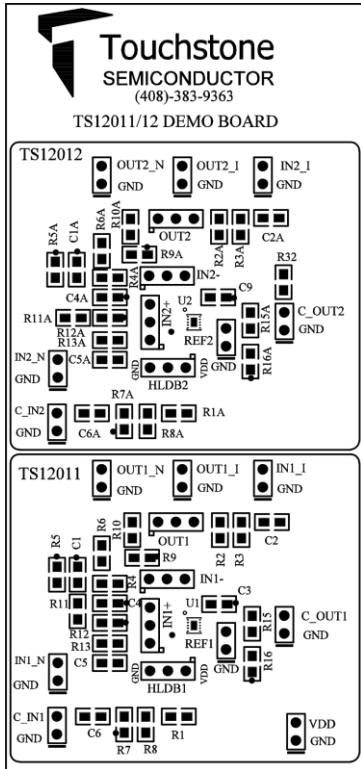 Touchstone
SEMICONDUCTOR
(408)-383-9363
TS12011/12 DEMO BOARD
TS12012
OUT2_N
GND
OUT2_I
GND
IN2_I
GND
R5A
C1A
R6A
R10A
OUT2
R2A
R3A
C2A
R9A
R4A
IN2-
R32
C4A
C9
U2
R11A
IN2+
R15A
C_OUT2
GND
R12A
R13A
REF2
GND
IN2_N
GND
C5A
GND
HLDB2
VDD
R16A
R7A
C_IN2
GND
C6A
R8A
R1A
TS12011
OUT1_N
GND
OUT1_I
GND
IN1_I
GND
R5
C1
R6
R10
OUT1
R2
R3
C2
R9
R4
IN1-
R11
C4
C3
U1
IN1+
R15
C_OUT1
GND
R12
R13
REF1
GND
IN1_N
GND
C5
GND
HLDB1
VDD
R16
C_IN1
GND
C6
R7
R8
R1
VDD
GND